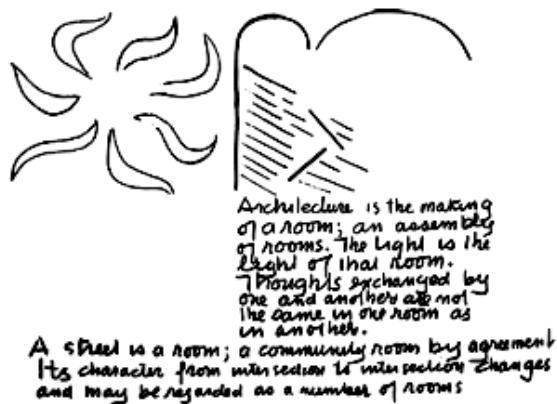 Architecture is the making
of a room; an assembly
of rooms. The light is the
light of that room.
Thoughts exchanged by
one and another are not
the same in one room as
in another.
A street is a room; a community room by agreement
Its character from intersection to intersection changes
and may be regarded as a number of rooms